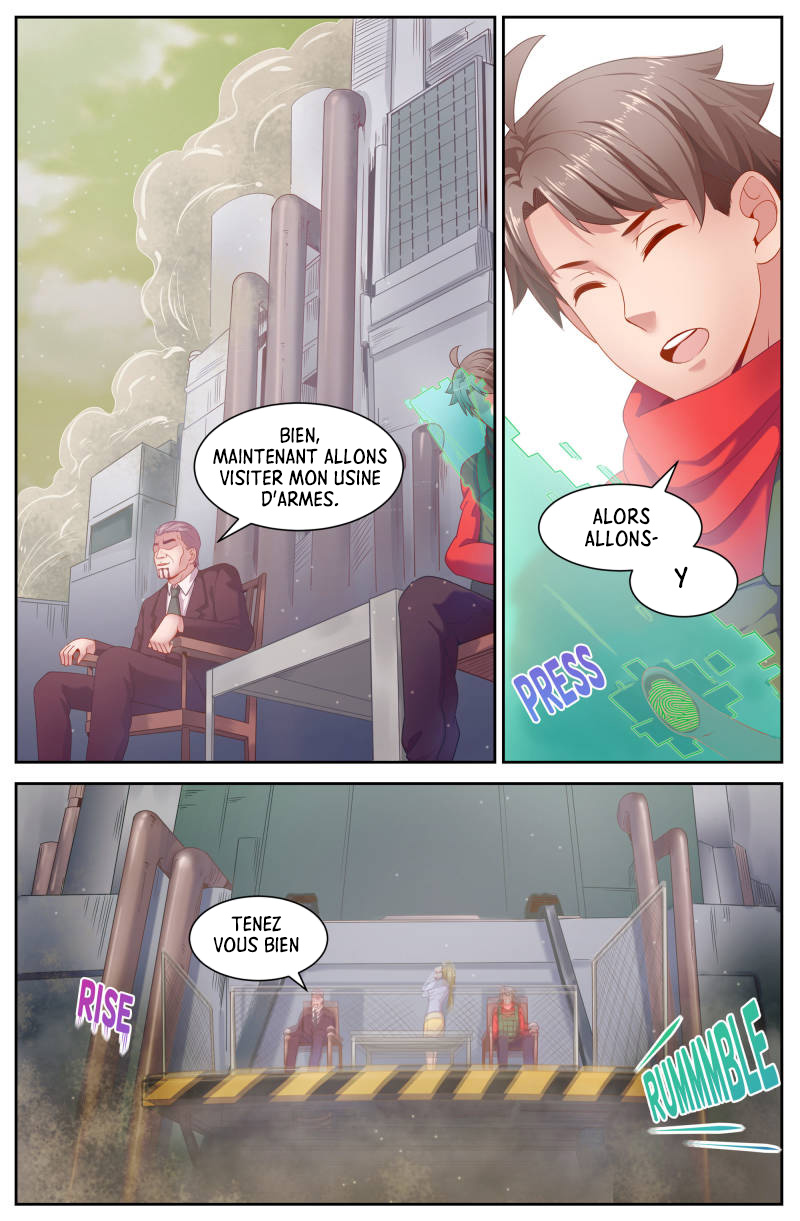 BIEN,
MAINTENANT ALLONS
VISITER MON USINE
D'ARMES.
ALORS
ALLONS-
Y
PRESS
TENEZ
VOUS BIEN
RISE
RUMMMBLE